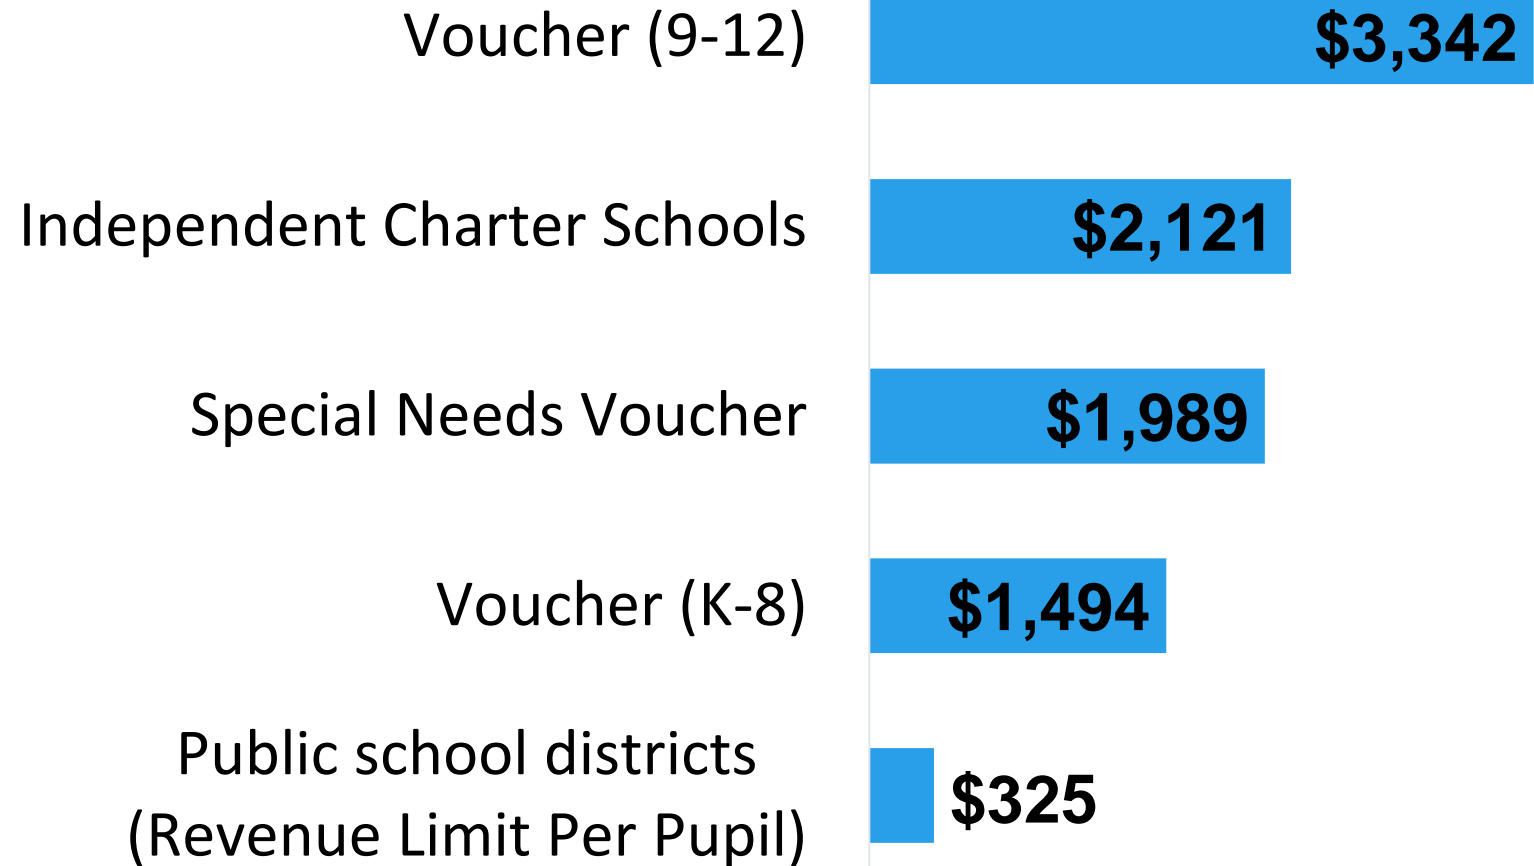 Voucher (9-12)
$3,342
Independent Charter Schools
$2,121
Special Needs Voucher
$1,989
Voucher (K-8)
$1,494
Public school districts
(Revenue Limit Per Pupil)
$325